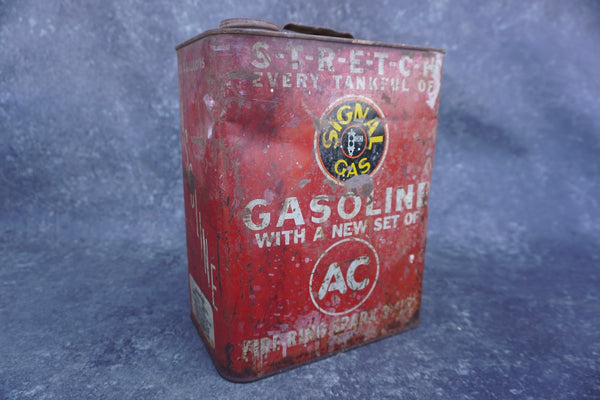 S-T-R-E-T-C-H
EVERY TANKFUL OF
SIGNAL
GAS
GASOLINE
WITH A NEW SET OF
AC
FIRE RING SPARK PLUGS